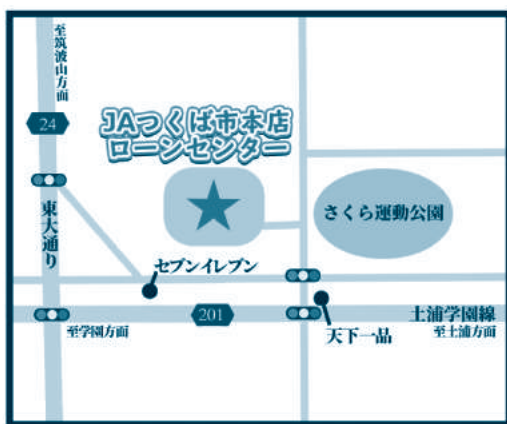 至筑波山方面
24
JAつくば市本店
ローンセンター
東大通り
さくら運動公園
セブンイレブン
201
土浦学園線
至学園方面
天下一品
至土浦方面